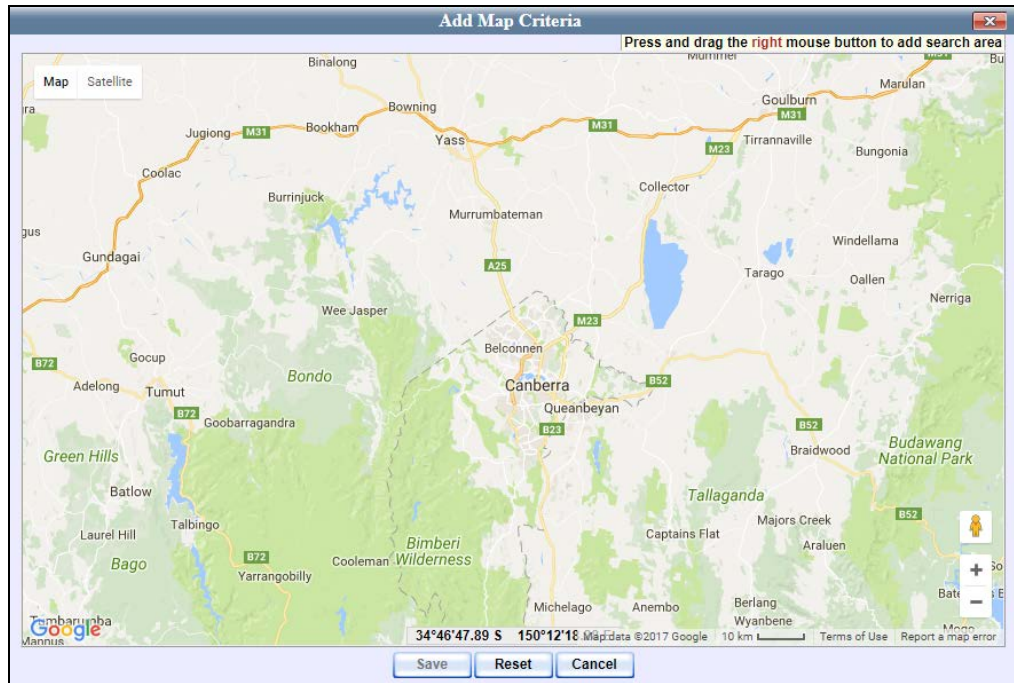 Add Map Criteria
Press and drag the right mouse button to add search area
Map Satellite
Binalong
Marulan
Goulburn
M31
Bowning
Jugiong M31 Bookham
M31
Yass
Tirrannaville
M23
Bungonia
Coolac
Collector
Burrinjuck
Murrumbateman
Windellama
Gundagai
A25
Tarago
Oallen
Nerriga
Wee Jasper
M23
Belconnen
Gocup
B72
Bondo
B52
Adelong
Tumut
Canberra
Queanbeyan
B72
Goobarragandra
B23
B52
Braidwood
Budawang
National Park
Green Hills
Batlow
Tallaganda
B52
Talbingo
Majors Creek
Laurel Hill
Captains Flat
Araluen
Bimberi
Wilderness
Bago
B72
Cooleman
Yarrangobilly
+
Michelago
Anembo
Berlang
Wyanbene
−
Google
34°46'47.89 S 150°12'18
Map data ©2017 Google
10 km
Terms of Use
Report a map error
Save Reset Cancel